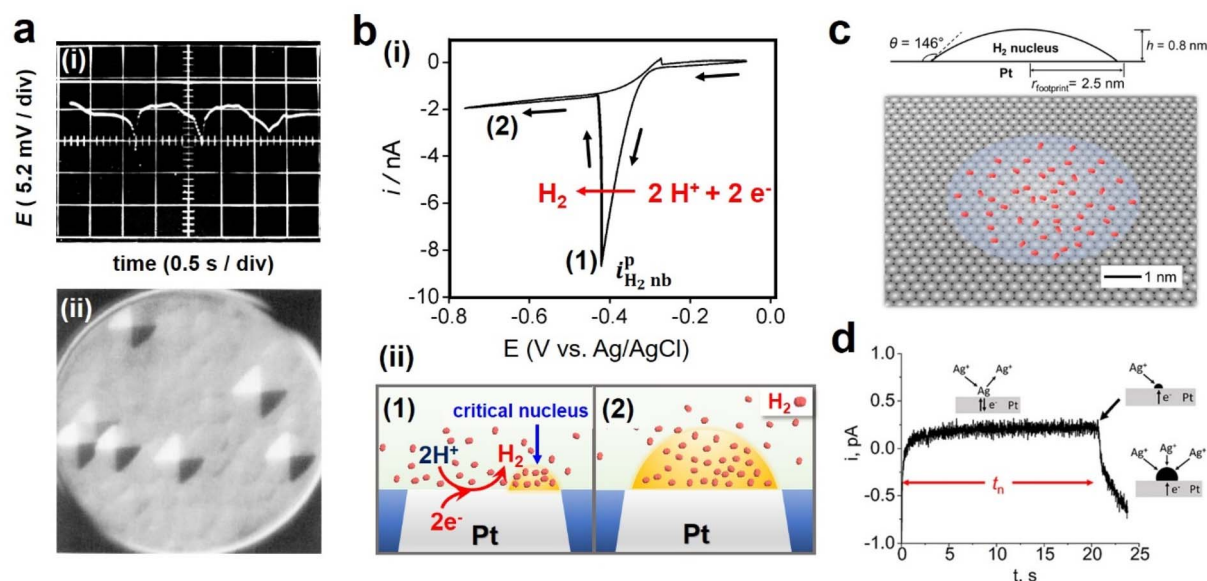 a
(i)
E ( 5.2 mV / div)
time (0.5 s / div)
(ii)
b
(i)
i / nA
0
-2
-4
-6
-8
-10
(2)
H₂
2 H⁺ + 2 e⁻
(1)
i^p_{H₂ nb}
-0.8
-0.6
-0.4
-0.2
0.0
E (V vs. Ag/AgCl)
(ii)
(1)
critical nucleus
2H⁺
H₂
2e⁻
Pt
(2)
H₂
c
θ = 146°
H₂ nucleus
h = 0.8 nm
Pt
r_footprint = 2.5 nm
1 nm
d
i, pA
1.0
0.5
0.0
-0.5
-1.0
Ag⁺
Ag⁺
Ag
e⁻ Pt
Ag⁺
e⁻ Pt
Ag⁺
Ag⁺
Ag⁺
e⁻ Pt
t_n
0
5
10
15
20
25
t, s